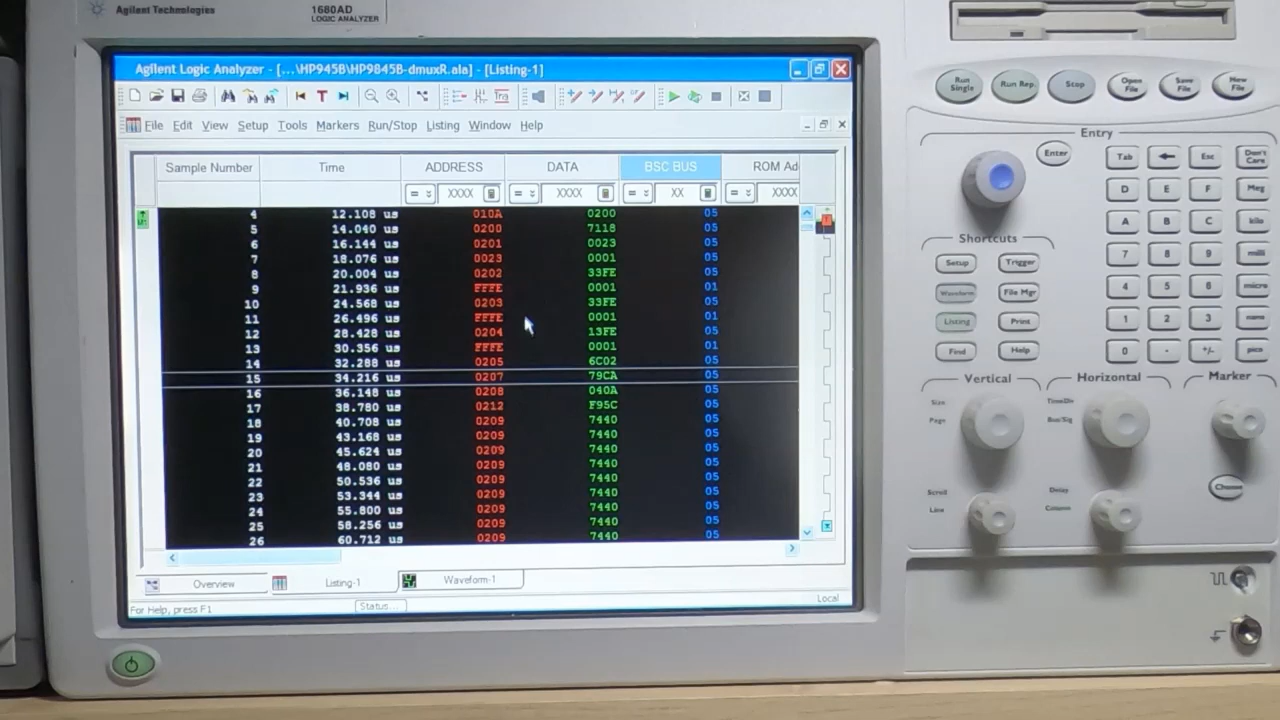 Agilent Technologies
1680AD
LOGIC ANALYZER
Agilent Logic Analyzer - [...\HP945B\HP9845B-dmuxR.ala] - [Listing-1]
File Edit View Setup Tools Markers Run/Stop Listing Window Help
Sample Number Time ADDRESS DATA BSC BUS ROM Ad
= XXXX = XXXX = XX = XXXX
4 12.108 us 010A 0200 05
5 14.040 us 0200 7118 05
6 16.144 us 0201 0023 05
7 18.076 us 0023 0001 05
8 20.004 us 0202 33FE 05
9 21.936 us FFFE 0001 01
10 24.568 us 0203 33FE 05
11 26.496 us FFFE 0001 01
12 28.428 us 0204 13FE 05
13 30.356 us FFFE 0001 01
14 32.288 us 0205 6C02 05
15 34.216 us 0207 79CA 05
16 36.148 us 0208 040A 05
17 38.780 us 0212 F95C 05
18 40.708 us 0209 7440 05
19 43.168 us 0209 7440 05
20 45.624 us 0209 7440 05
21 48.080 us 0209 7440 05
22 50.536 us 0209 7440 05
23 53.344 us 0209 7440 05
24 55.800 us 0209 7440 05
25 58.256 us 0209 7440 05
26 60.712 us 0209 7440 05
Overview Listing-1 Waveform-1
For Help, press F1 Status... Local
Run Single
Run Rep
Stop
Open File
Save File
New File
Entry
Enter
Tab Esc Don't Care
D E F Meg
A B C kilo
7 8 9 milli
4 5 6 micro
1 2 3 nano
0 . +/- pico
Shortcuts
Setup Trigger
Waveform File Mgr
Listing Print
Find Help
Vertical Horizontal Marker
Size
Page
Time/Div
Bus/Sig
Scroll
Line
Delay
Column
Choose